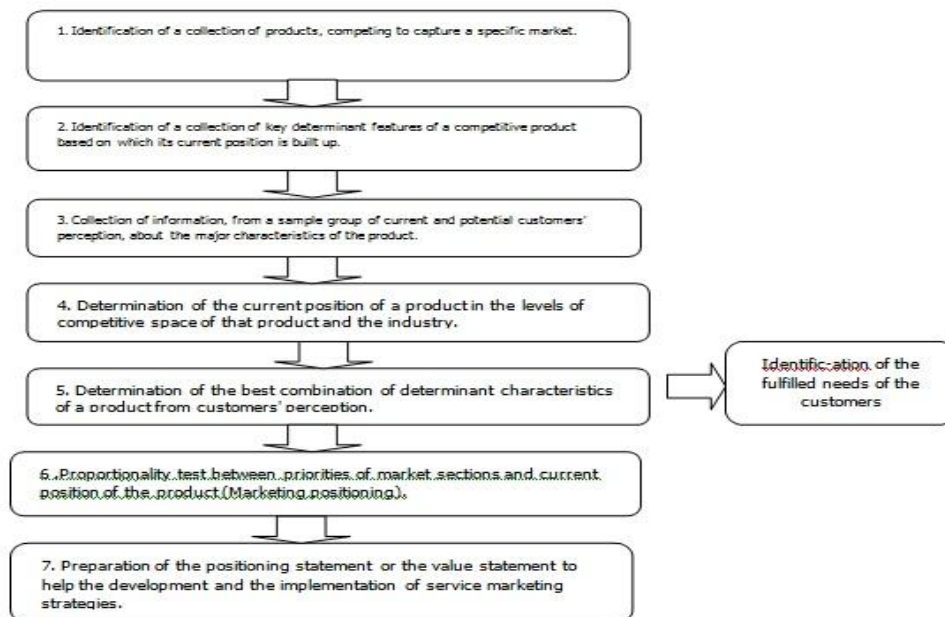 1. Identification of a collection of products, competing to capture a specific market.
2. Identification of a collection of key determinant features of a competitive product
based on which its current position is built up.
3. Collection of information, from a sample group of current and potential customers'
perception, about the major characteristics of the product.
4. Determination of the current position of a product in the levels of
competitive space of that product and the industry.
5. Determination of the best combination of determinant characteristics
of a product from customers' perception.
Identific-ation of the
fulfilled needs of the
customers
6 .Proportionality test between priorities of market sections and current
position of the product (Marketing positioning).
7. Preparation of the positioning statement or the value statement to
help the development and the implementation of service marketing
strategies.